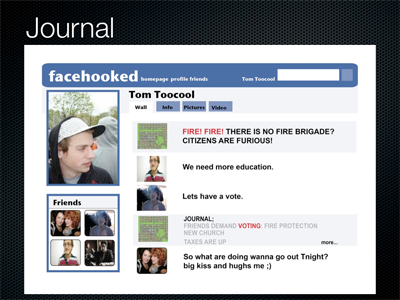 Journal
facehooked homepage profile friends Tom Toocool
Tom Toocool
Wall Info Pictures Video
FIRE! FIRE! THERE IS NO FIRE BRIGADE?
CITIZENS ARE FURIOUS!
We need more education.
Lets have a vote.
Friends
JOURNAL;
FRIENDS DEMAND VOTING: FIRE PROTECTION
NEW CHURCH
TAXES ARE UP more...
So what are doing wanna go out Tnight?
big kiss and hughs me ;)